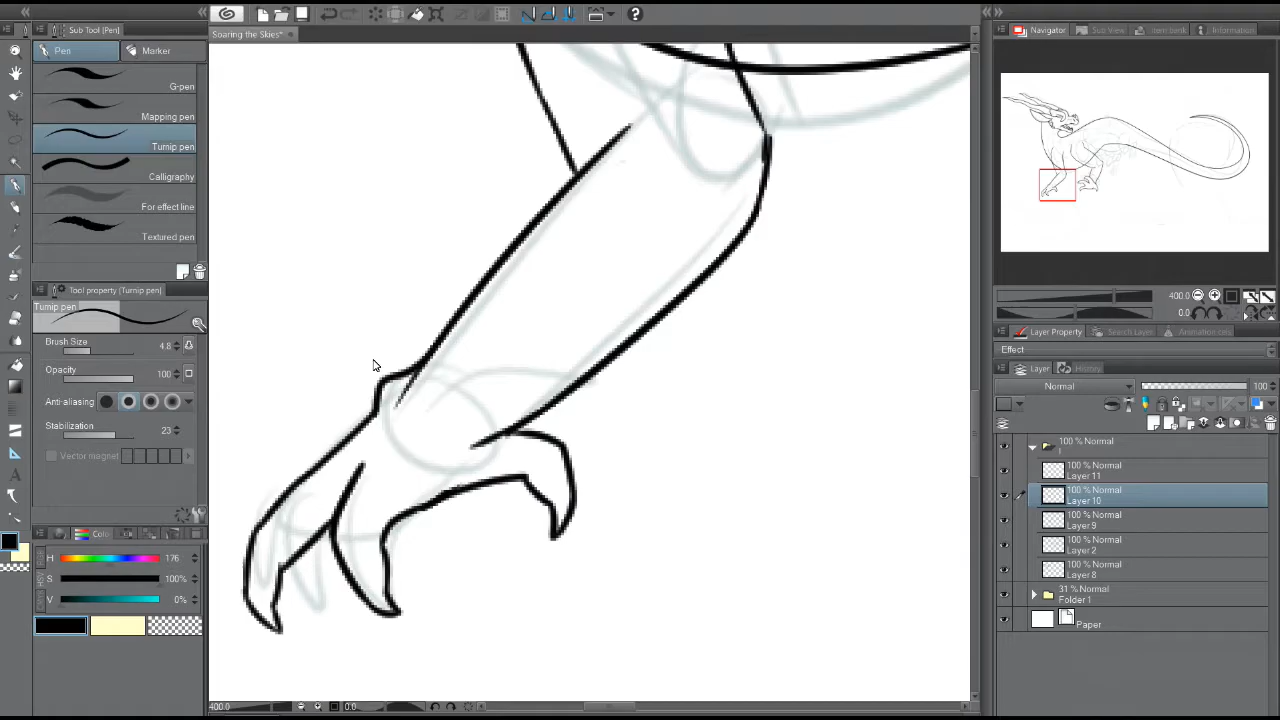 Sub Tool [Pen]
Pen
Marker
G-pen
Mapping pen
Turnip pen
Calligraphy
For effect line
Textured pen
Tool property [Turnip pen]
Turnip pen
Brush Size 4.8
Opacity 100
Anti-aliasing
Stabilization 23
Vector magnet
Colo
H 176
S 100%
V 0%
Soaring the Skies*
400.0 0.0
Navigator Sub View Item bank Information
400.0
0.0
Layer Property Search Layer Animation cels
Effect
Layer History
Normal 100
100 % Normal
100 % Normal
Layer 11
100 % Normal
Layer 10
100 % Normal
Layer 9
100 % Normal
Layer 2
100 % Normal
Layer 8
31 % Normal
Folder 1
Paper